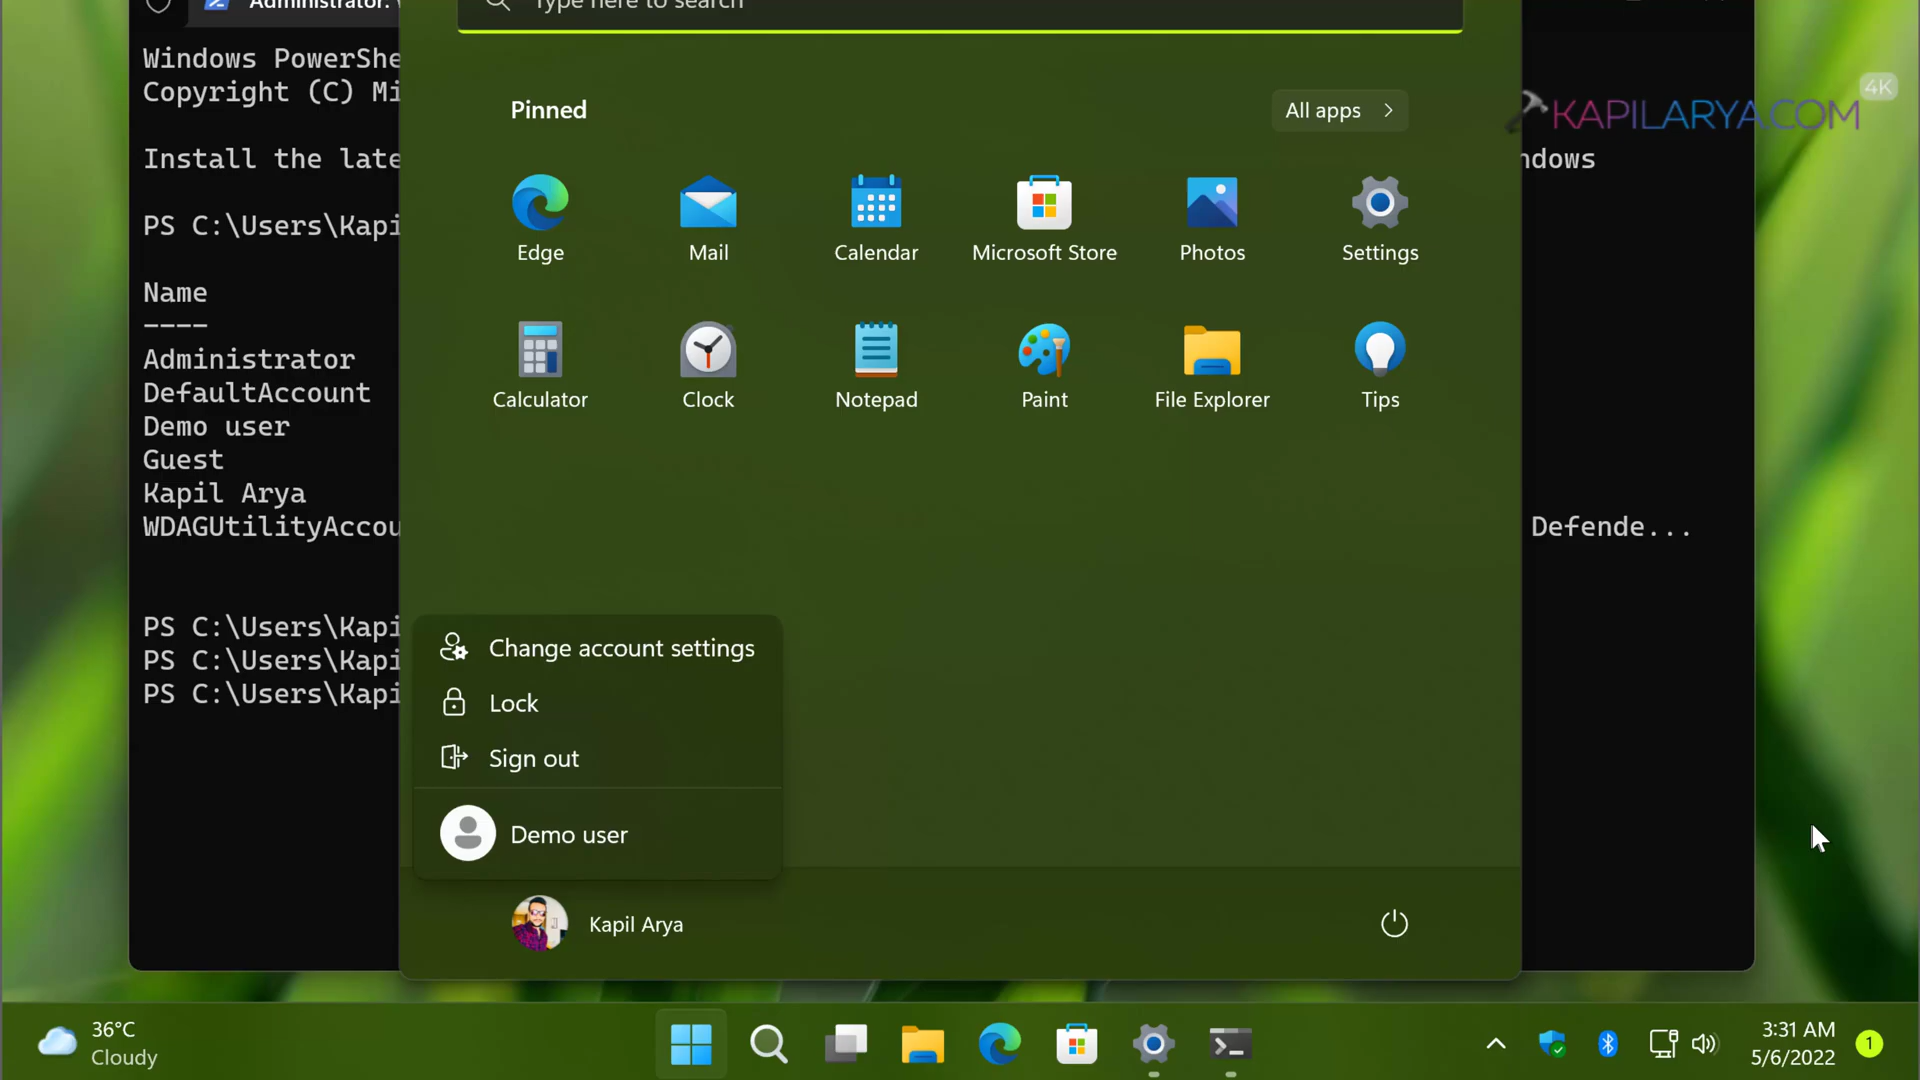 Administrator:
Type here to search
Windows PowerShe
Copyright (C) Mi
Install the late
ndows
PS C:\Users\Kapi
Name
----
Administrator
DefaultAccount
Demo user
Guest
Kapil Arya
WDAGUtilityAccou
Defende...
PS C:\Users\Kapi
PS C:\Users\Kapi
PS C:\Users\Kapi
Pinned
All apps
Edge
Mail
Calendar
Microsoft Store
Photos
Settings
Calculator
Clock
Notepad
Paint
File Explorer
Tips
Change account settings
Lock
Sign out
Demo user
Kapil Arya
4K
KAPILARYA.COM
36°C
Cloudy
3:31 AM
5/6/2022
1